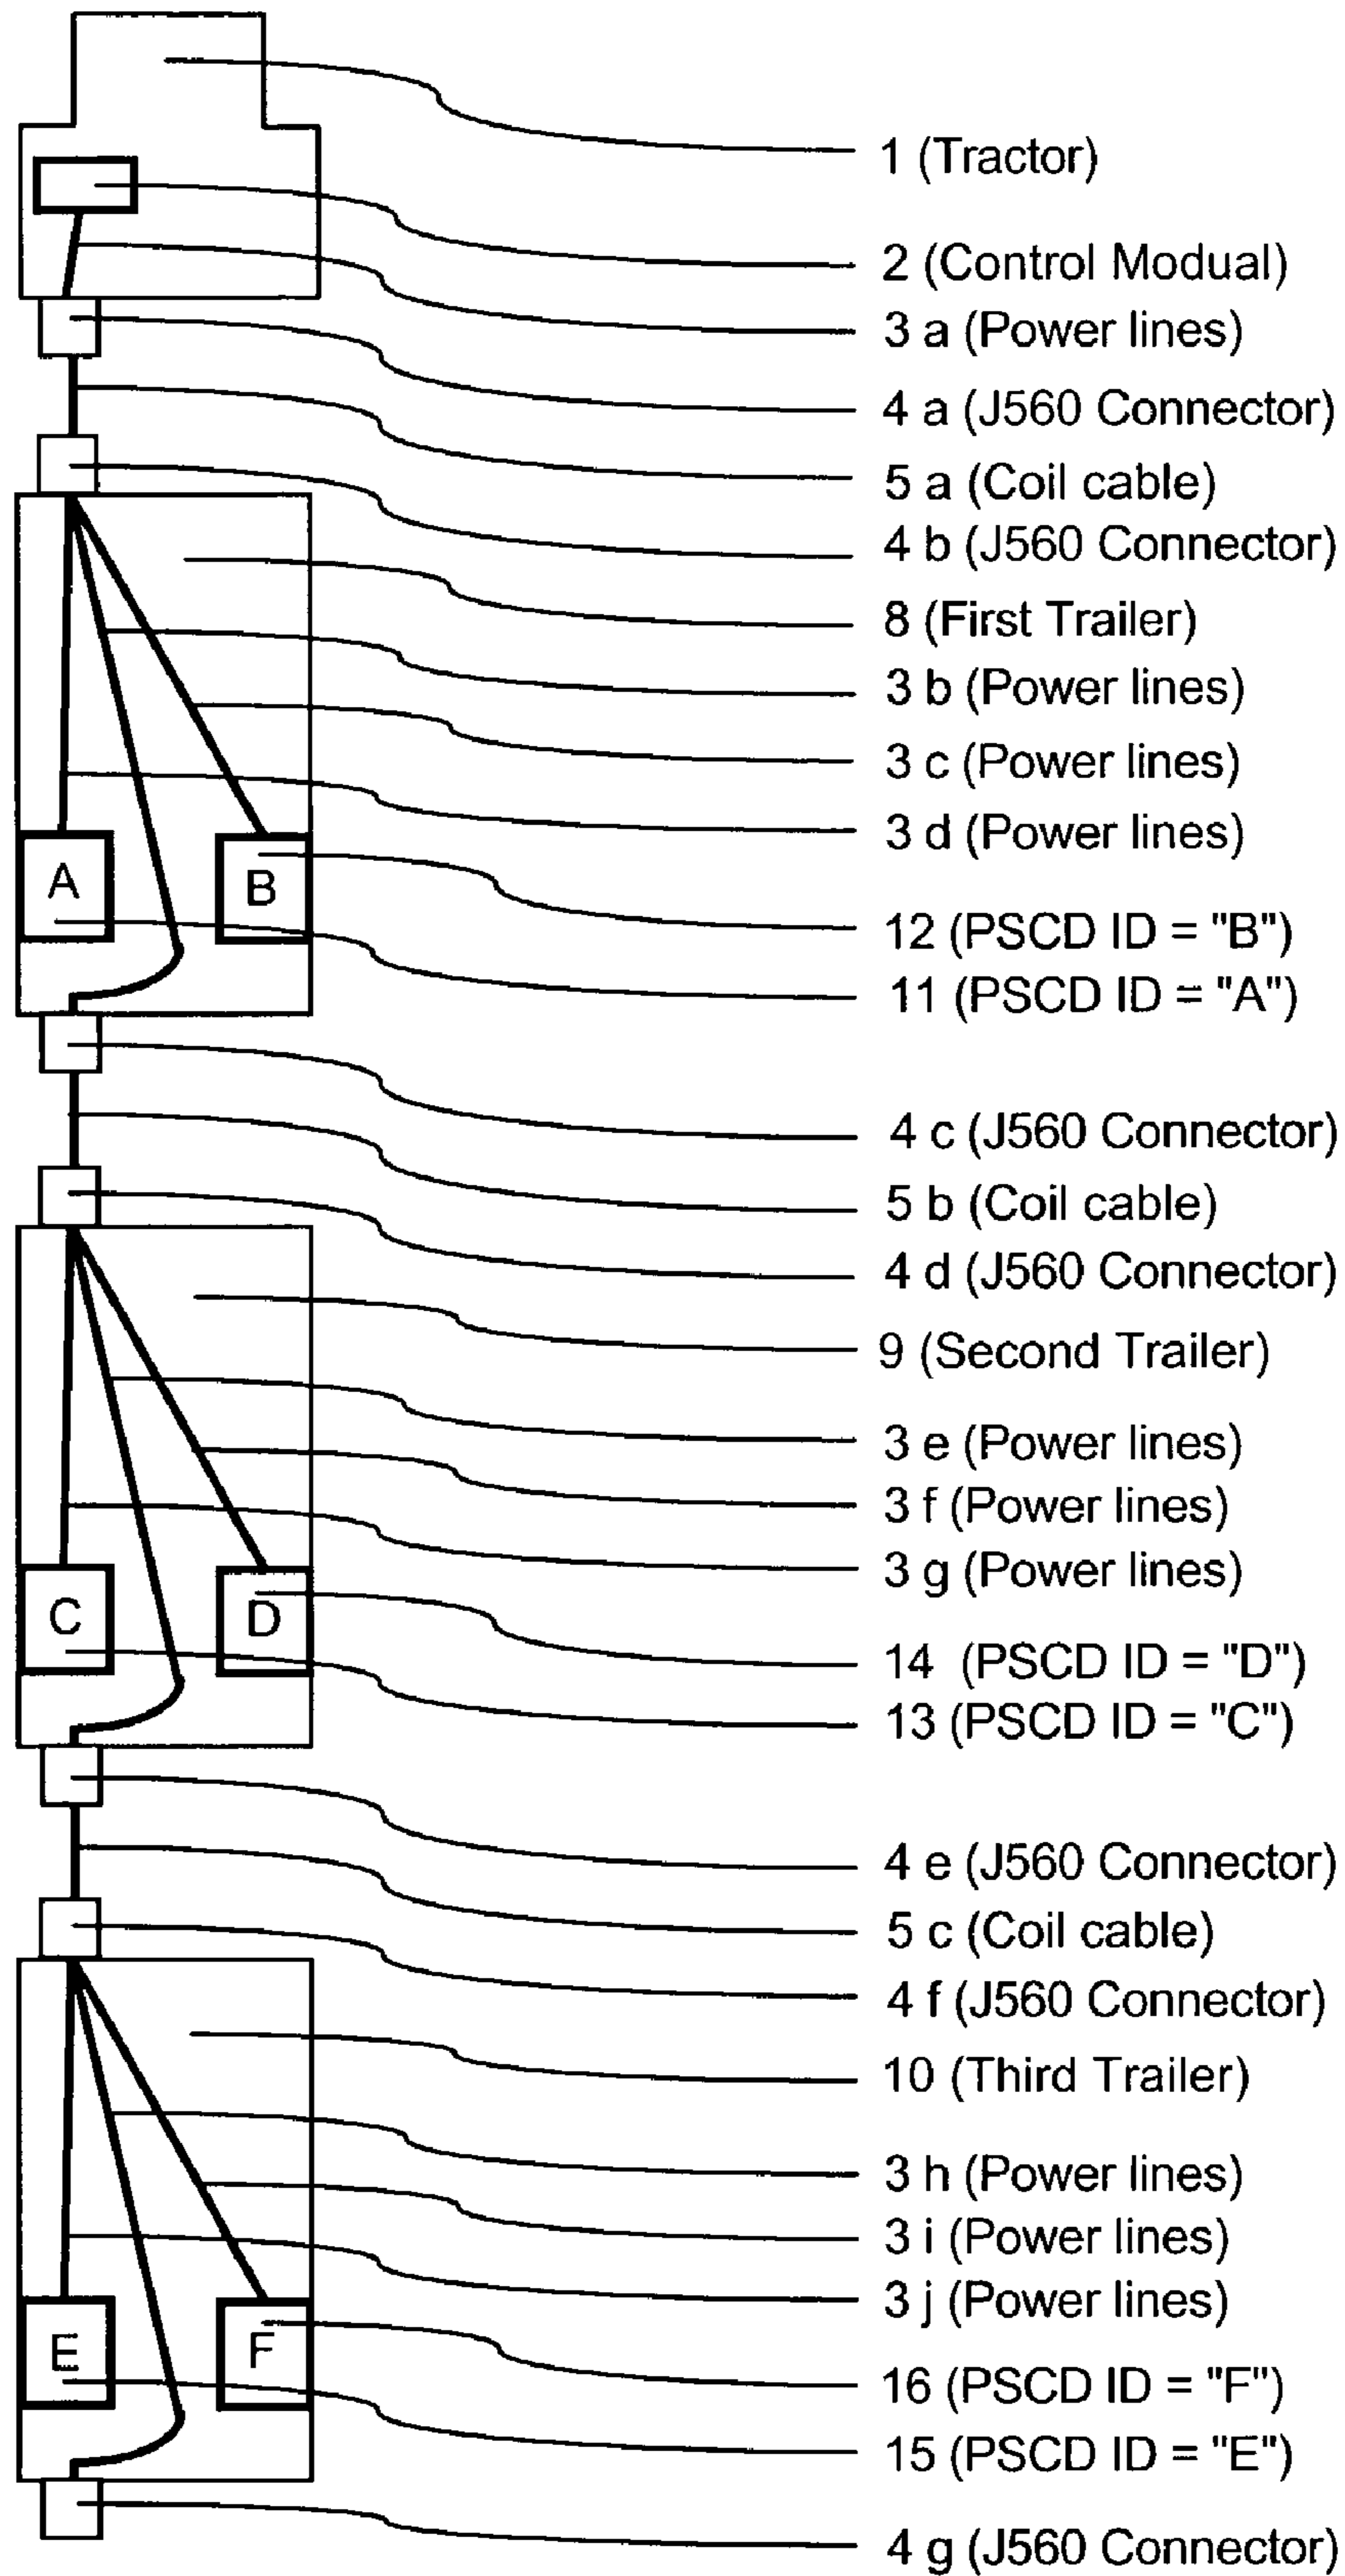 1 (Tractor)
2 (Control Modual)
3 a (Power lines)
4 a (J560 Connector)
5 a (Coil cable)
4 b (J560 Connector)
8 (First Trailer)
3 b (Power lines)
3 c (Power lines)
3 d (Power lines)
A
B
12 (PSCD ID = "B")
11 (PSCD ID = "A")
4 c (J560 Connector)
5 b (Coil cable)
4 d (J560 Connector)
9 (Second Trailer)
3 e (Power lines)
3 f (Power lines)
3 g (Power lines)
C
D
14 (PSCD ID = "D")
13 (PSCD ID = "C")
4 e (J560 Connector)
5 c (Coil cable)
4 f (J560 Connector)
10 (Third Trailer)
3 h (Power lines)
3 i (Power lines)
3 j (Power lines)
E
F
16 (PSCD ID = "F")
15 (PSCD ID = "E")
4 g (J560 Connector)